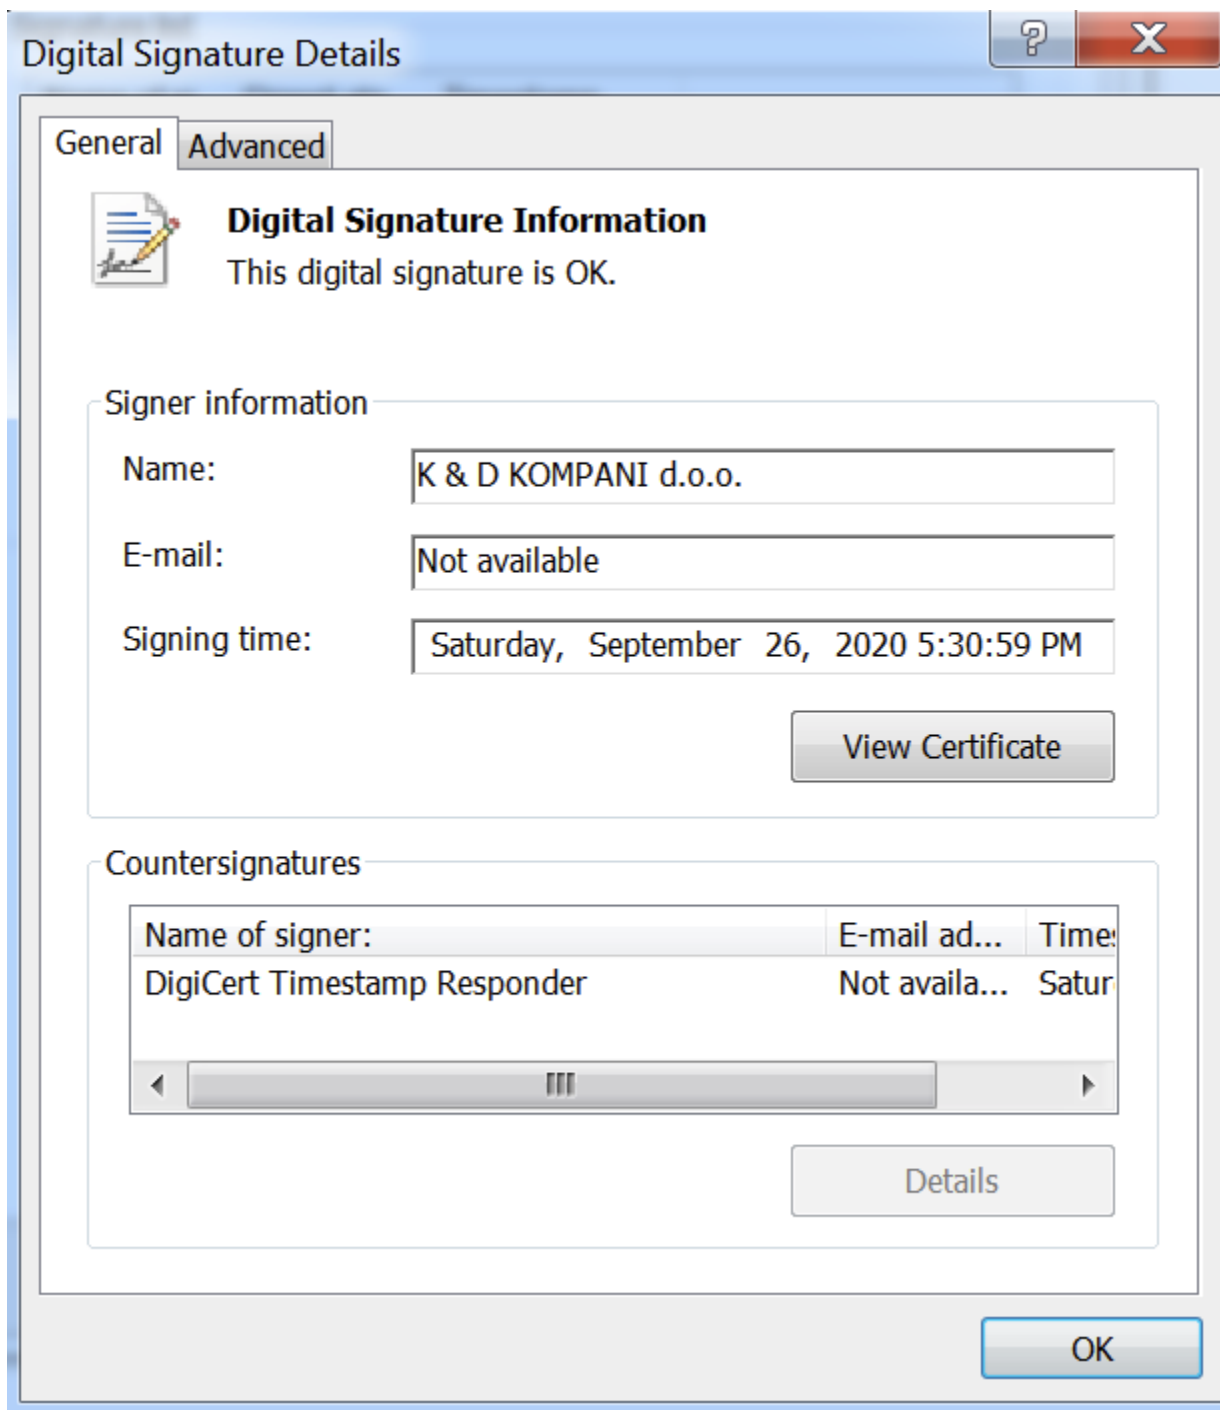 Digital Signature Details
General Advanced
Digital Signature Information
This digital signature is OK.
Signer information
Name: K & D KOMPANI d.o.o.
E-mail: Not available
Signing time: Saturday, September 26, 2020 5:30:59 PM
View Certificate
Countersignatures
Name of signer: E-mail ad... Times
DigiCert Timestamp Responder Not availa... Satur
Details
OK